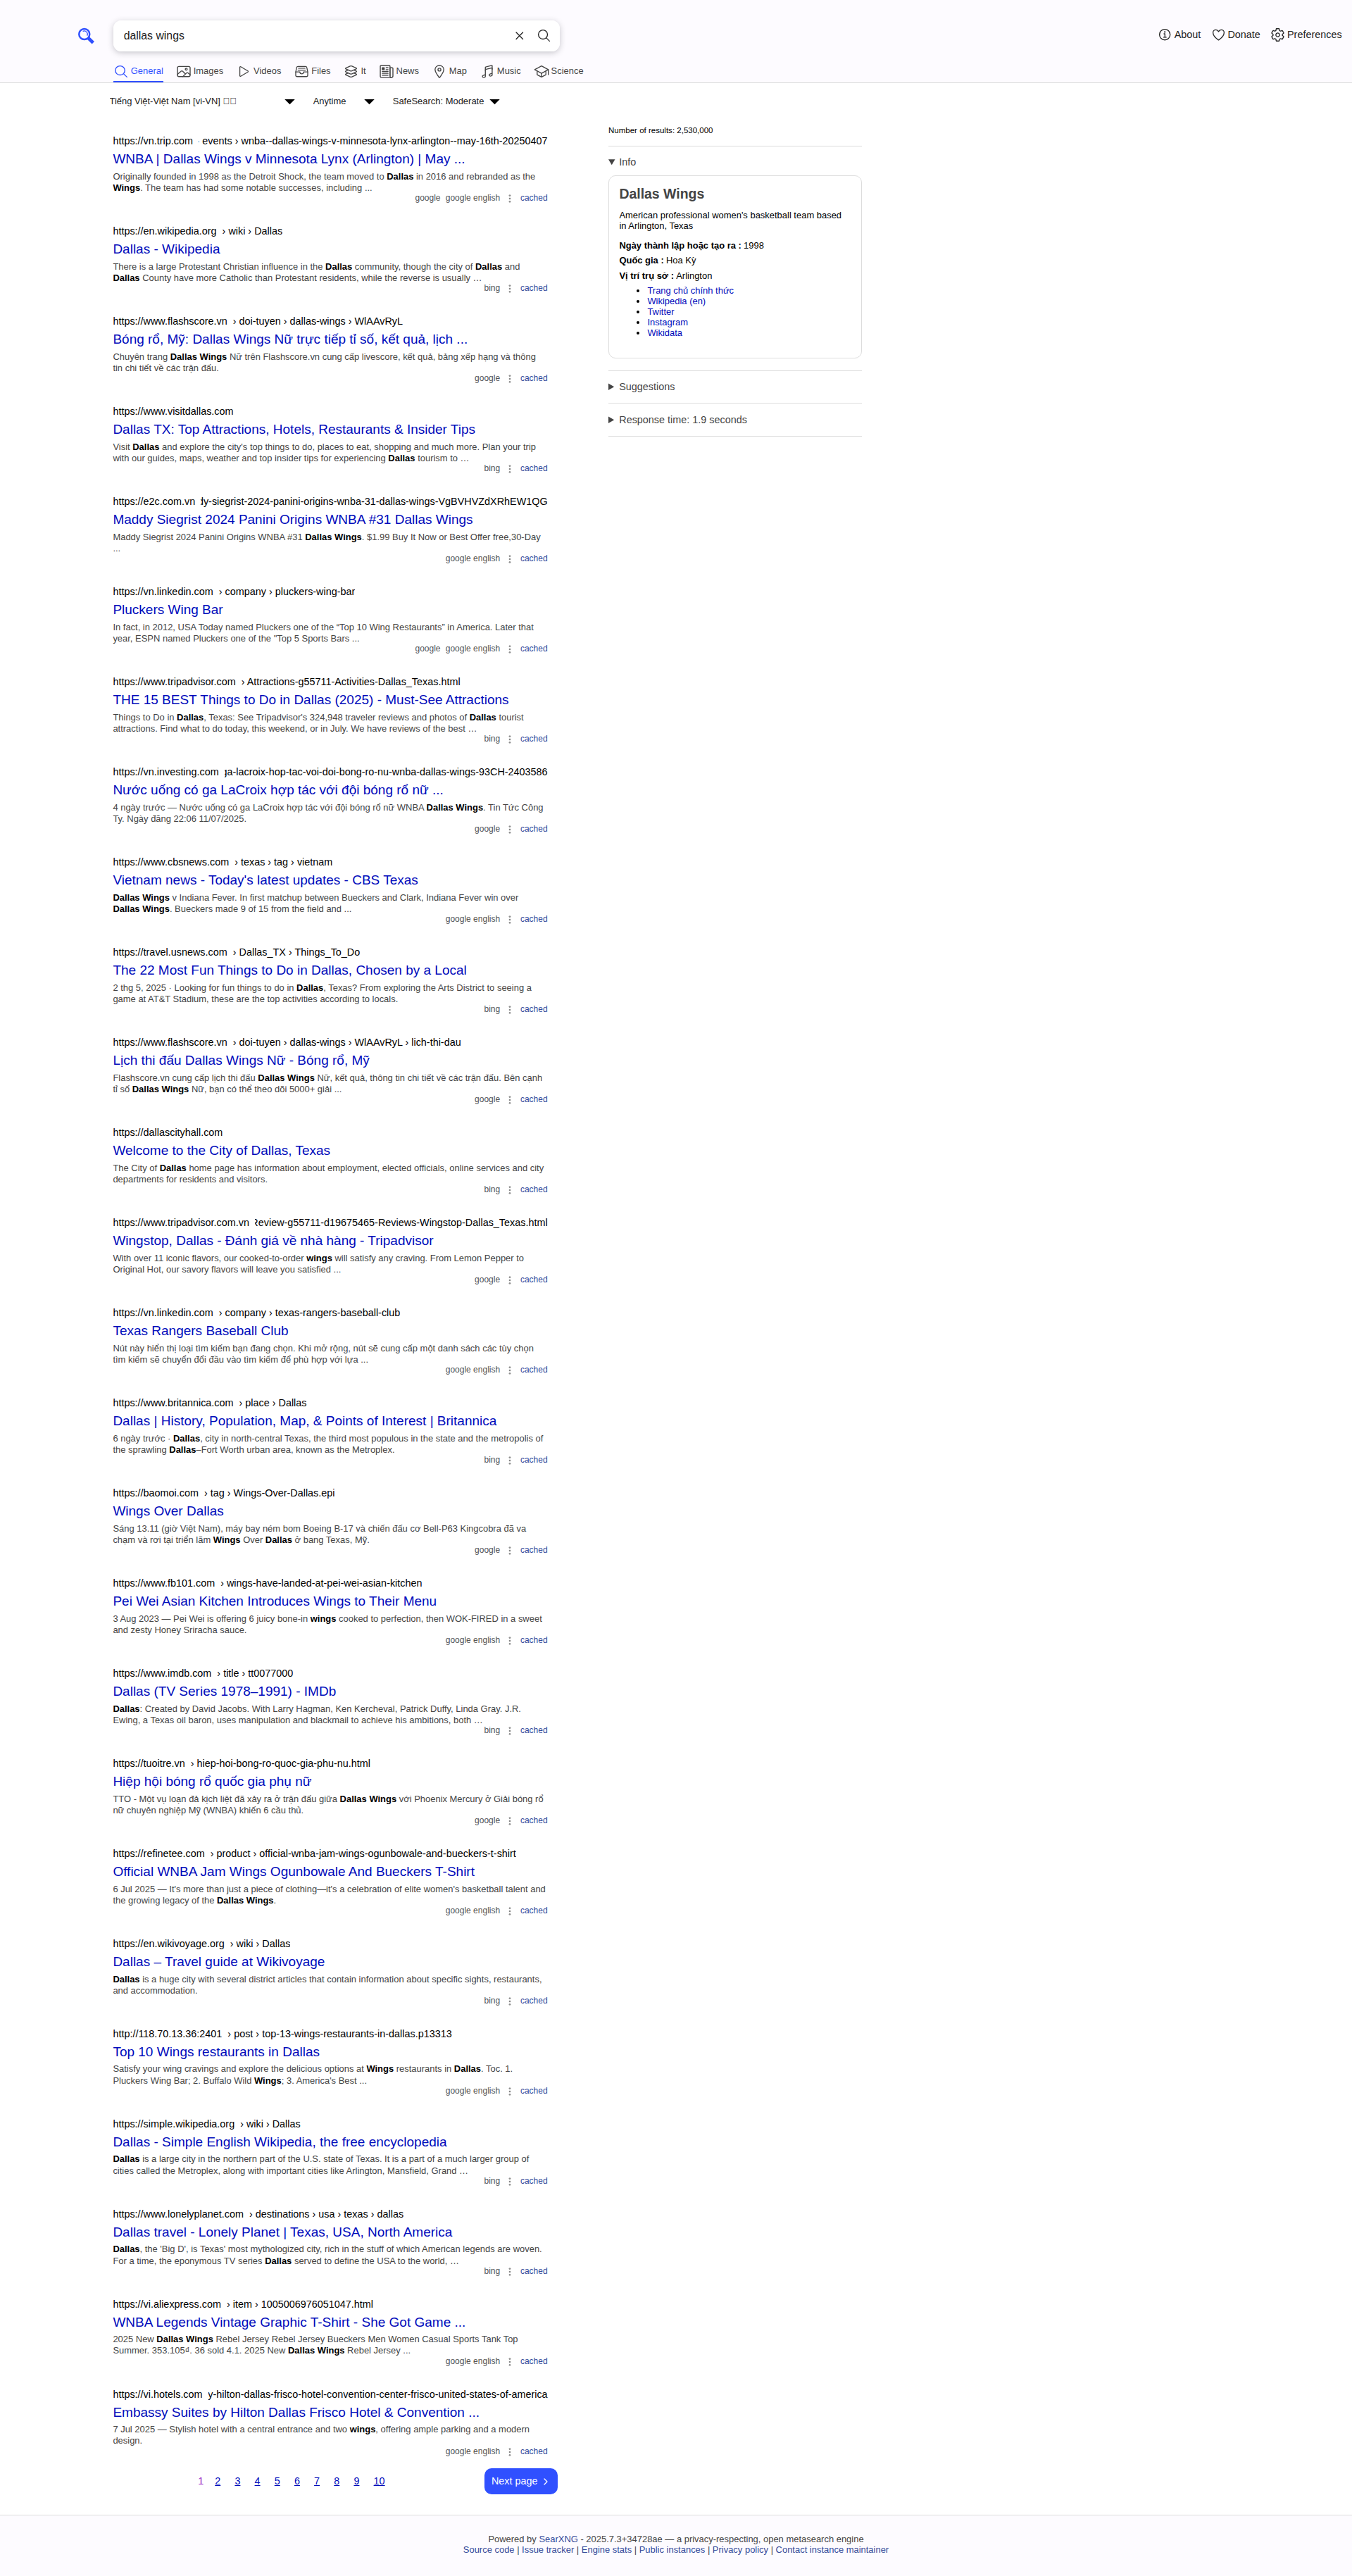 dallas wings
About Donate Preferences
General Images Videos Files It News Map Music Science
Tiếng Việt-Việt Nam [vi-VN] Anytime SafeSearch: Moderate
https://vn.trip.com · events › wnba--dallas-wings-v-minnesota-lynx-arlington--may-16th-20250407
WNBA | Dallas Wings v Minnesota Lynx (Arlington) | May ...
Originally founded in 1998 as the Detroit Shock, the team moved to Dallas in 2016 and rebranded as the
Wings. The team has had some notable successes, including ...
google google english cached
https://en.wikipedia.org › wiki › Dallas
Dallas - Wikipedia
There is a large Protestant Christian influence in the Dallas community, though the city of Dallas and
Dallas County have more Catholic than Protestant residents, while the reverse is usually …
bing cached
https://www.flashscore.vn › doi-tuyen › dallas-wings › WlAAvRyL
Bóng rổ, Mỹ: Dallas Wings Nữ trực tiếp tỉ số, kết quả, lịch ...
Chuyên trang Dallas Wings Nữ trên Flashscore.vn cung cấp livescore, kết quả, bảng xếp hạng và thông
tin chi tiết về các trận đấu.
google cached
https://www.visitdallas.com
Dallas TX: Top Attractions, Hotels, Restaurants & Insider Tips
Visit Dallas and explore the city's top things to do, places to eat, shopping and much more. Plan your trip
with our guides, maps, weather and top insider tips for experiencing Dallas tourism to …
bing cached
https://e2c.com.vn dy-siegrist-2024-panini-origins-wnba-31-dallas-wings-VgBVHVZdXRhEW1QG
Maddy Siegrist 2024 Panini Origins WNBA #31 Dallas Wings
Maddy Siegrist 2024 Panini Origins WNBA #31 Dallas Wings. $1.99 Buy It Now or Best Offer free,30-Day
...
google english cached
https://vn.linkedin.com › company › pluckers-wing-bar
Pluckers Wing Bar
In fact, in 2012, USA Today named Pluckers one of the “Top 10 Wing Restaurants” in America. Later that
year, ESPN named Pluckers one of the "Top 5 Sports Bars ...
google google english cached
https://www.tripadvisor.com › Attractions-g55711-Activities-Dallas_Texas.html
THE 15 BEST Things to Do in Dallas (2025) - Must-See Attractions
Things to Do in Dallas, Texas: See Tripadvisor's 324,948 traveler reviews and photos of Dallas tourist
attractions. Find what to do today, this weekend, or in July. We have reviews of the best …
bing cached
https://vn.investing.com ga-lacroix-hop-tac-voi-doi-bong-ro-nu-wnba-dallas-wings-93CH-2403586
Nước uống có ga LaCroix hợp tác với đội bóng rổ nữ ...
4 ngày trước — Nước uống có ga LaCroix hợp tác với đội bóng rổ nữ WNBA Dallas Wings. Tin Tức Công
Ty. Ngày đăng 22:06 11/07/2025.
google cached
https://www.cbsnews.com › texas › tag › vietnam
Vietnam news - Today's latest updates - CBS Texas
Dallas Wings v Indiana Fever. In first matchup between Bueckers and Clark, Indiana Fever win over
Dallas Wings. Bueckers made 9 of 15 from the field and ...
google english cached
https://travel.usnews.com › Dallas_TX › Things_To_Do
The 22 Most Fun Things to Do in Dallas, Chosen by a Local
2 thg 5, 2025 · Looking for fun things to do in Dallas, Texas? From exploring the Arts District to seeing a
game at AT&T Stadium, these are the top activities according to locals.
bing cached
https://www.flashscore.vn › doi-tuyen › dallas-wings › WlAAvRyL › lich-thi-dau
Lịch thi đấu Dallas Wings Nữ - Bóng rổ, Mỹ
Flashscore.vn cung cấp lịch thi đấu Dallas Wings Nữ, kết quả, thông tin chi tiết về các trận đấu. Bên cạnh
tỉ số Dallas Wings Nữ, bạn có thể theo dõi 5000+ giải ...
google cached
https://dallascityhall.com
Welcome to the City of Dallas, Texas
The City of Dallas home page has information about employment, elected officials, online services and city
departments for residents and visitors.
bing cached
https://www.tripadvisor.com.vn Review-g55711-d19675465-Reviews-Wingstop-Dallas_Texas.html
Wingstop, Dallas - Đánh giá về nhà hàng - Tripadvisor
With over 11 iconic flavors, our cooked-to-order wings will satisfy any craving. From Lemon Pepper to
Original Hot, our savory flavors will leave you satisfied ...
google cached
https://vn.linkedin.com › company › texas-rangers-baseball-club
Texas Rangers Baseball Club
Nút này hiển thị loại tìm kiếm bạn đang chọn. Khi mở rộng, nút sẽ cung cấp một danh sách các tùy chọn
tìm kiếm sẽ chuyển đổi đầu vào tìm kiếm để phù hợp với lựa ...
google english cached
https://www.britannica.com › place › Dallas
Dallas | History, Population, Map, & Points of Interest | Britannica
6 ngày trước · Dallas, city in north-central Texas, the third most populous in the state and the metropolis of
the sprawling Dallas–Fort Worth urban area, known as the Metroplex.
bing cached
https://baomoi.com › tag › Wings-Over-Dallas.epi
Wings Over Dallas
Sáng 13.11 (giờ Việt Nam), máy bay ném bom Boeing B-17 và chiến đấu cơ Bell-P63 Kingcobra đã va
chạm và rơi tại triển lãm Wings Over Dallas ở bang Texas, Mỹ.
google cached
https://www.fb101.com › wings-have-landed-at-pei-wei-asian-kitchen
Pei Wei Asian Kitchen Introduces Wings to Their Menu
3 Aug 2023 — Pei Wei is offering 6 juicy bone-in wings cooked to perfection, then WOK-FIRED in a sweet
and zesty Honey Sriracha sauce.
google english cached
https://www.imdb.com › title › tt0077000
Dallas (TV Series 1978–1991) - IMDb
Dallas: Created by David Jacobs. With Larry Hagman, Ken Kercheval, Patrick Duffy, Linda Gray. J.R.
Ewing, a Texas oil baron, uses manipulation and blackmail to achieve his ambitions, both …
bing cached
https://tuoitre.vn › hiep-hoi-bong-ro-quoc-gia-phu-nu.html
Hiệp hội bóng rổ quốc gia phụ nữ
TTO - Một vụ loạn đả kịch liệt đã xảy ra ở trận đấu giữa Dallas Wings với Phoenix Mercury ở Giải bóng rổ
nữ chuyên nghiệp Mỹ (WNBA) khiến 6 cầu thủ.
google cached
https://refinetee.com › product › official-wnba-jam-wings-ogunbowale-and-bueckers-t-shirt
Official WNBA Jam Wings Ogunbowale And Bueckers T-Shirt
6 Jul 2025 — It's more than just a piece of clothing—it's a celebration of elite women's basketball talent and
the growing legacy of the Dallas Wings.
google english cached
https://en.wikivoyage.org › wiki › Dallas
Dallas – Travel guide at Wikivoyage
Dallas is a huge city with several district articles that contain information about specific sights, restaurants,
and accommodation.
bing cached
http://118.70.13.36:2401 › post › top-13-wings-restaurants-in-dallas.p13313
Top 10 Wings restaurants in Dallas
Satisfy your wing cravings and explore the delicious options at Wings restaurants in Dallas. Toc. 1.
Pluckers Wing Bar; 2. Buffalo Wild Wings; 3. America's Best ...
google english cached
https://simple.wikipedia.org › wiki › Dallas
Dallas - Simple English Wikipedia, the free encyclopedia
Dallas is a large city in the northern part of the U.S. state of Texas. It is a part of a much larger group of
cities called the Metroplex, along with important cities like Arlington, Mansfield, Grand …
bing cached
https://www.lonelyplanet.com › destinations › usa › texas › dallas
Dallas travel - Lonely Planet | Texas, USA, North America
Dallas, the 'Big D', is Texas' most mythologized city, rich in the stuff of which American legends are woven.
For a time, the eponymous TV series Dallas served to define the USA to the world, …
bing cached
https://vi.aliexpress.com › item › 1005006976051047.html
WNBA Legends Vintage Graphic T-Shirt - She Got Game ...
2025 New Dallas Wings Rebel Jersey Rebel Jersey Bueckers Men Women Casual Sports Tank Top
Summer. 353.105₫. 36 sold 4.1. 2025 New Dallas Wings Rebel Jersey ...
google english cached
https://vi.hotels.com y-hilton-dallas-frisco-hotel-convention-center-frisco-united-states-of-america
Embassy Suites by Hilton Dallas Frisco Hotel & Convention ...
7 Jul 2025 — Stylish hotel with a central entrance and two wings, offering ample parking and a modern
design.
google english cached
1 2 3 4 5 6 7 8 9 10 Next page
Number of results: 2,530,000
Info
Dallas Wings
American professional women's basketball team based
in Arlington, Texas
Ngày thành lập hoặc tạo ra : 1998
Quốc gia : Hoa Kỳ
Vị trí trụ sở : Arlington
Trang chủ chính thức
Wikipedia (en)
Twitter
Instagram
Wikidata
Suggestions
Response time: 1.9 seconds
Powered by SearXNG - 2025.7.3+34728ae — a privacy-respecting, open metasearch engine
Source code | Issue tracker | Engine stats | Public instances | Privacy policy | Contact instance maintainer